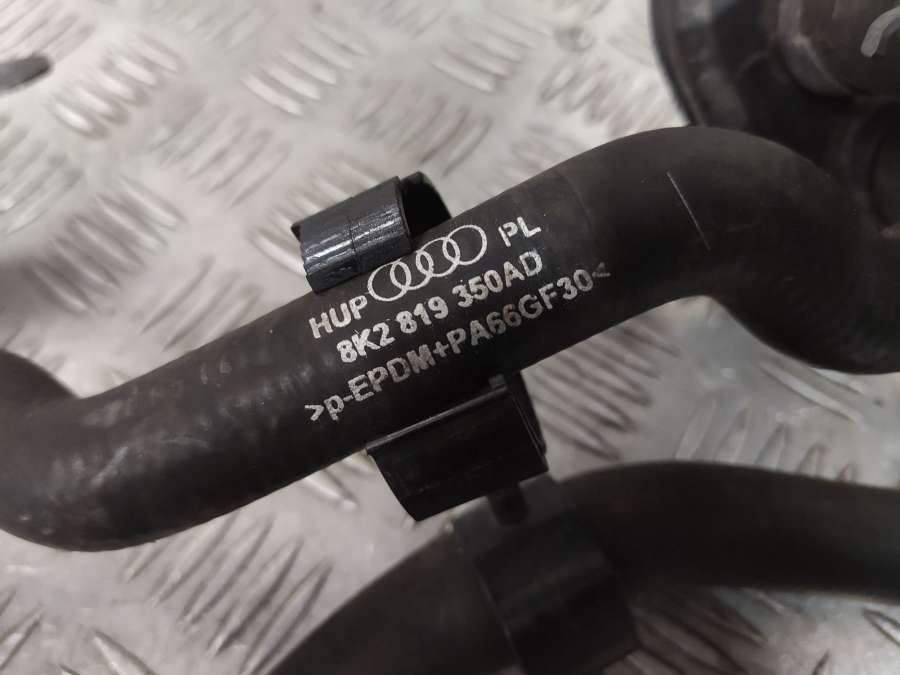 HUP PL
8K2 819 350AD
>p-EPDM+PA66GF30<